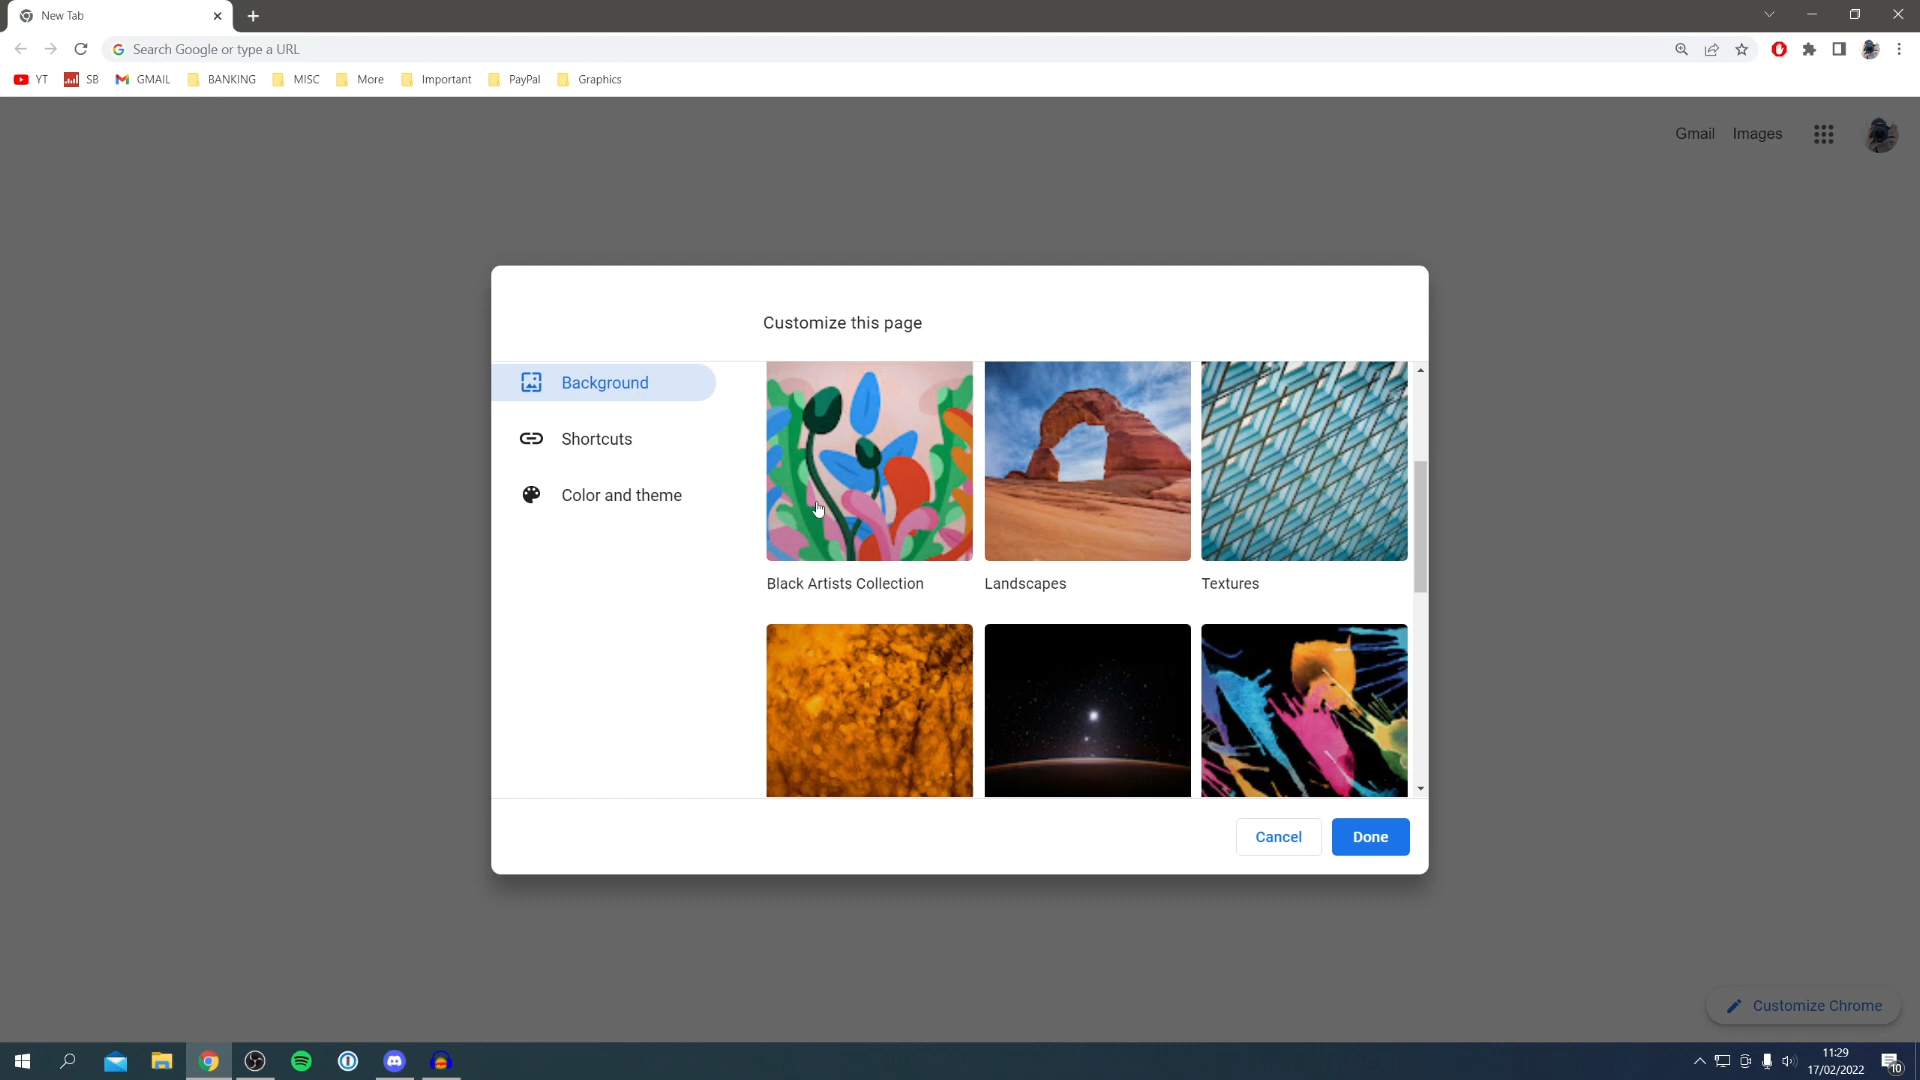 New Tab
Search Google or type a URL
YT SB GMAIL BANKING MISC More Important PayPal Graphics
Gmail Images
Customize this page
Background
Shortcuts
Color and theme
Black Artists Collection Landscapes Textures
Cancel Done
Customize Chrome
11:29
17/02/2022
10